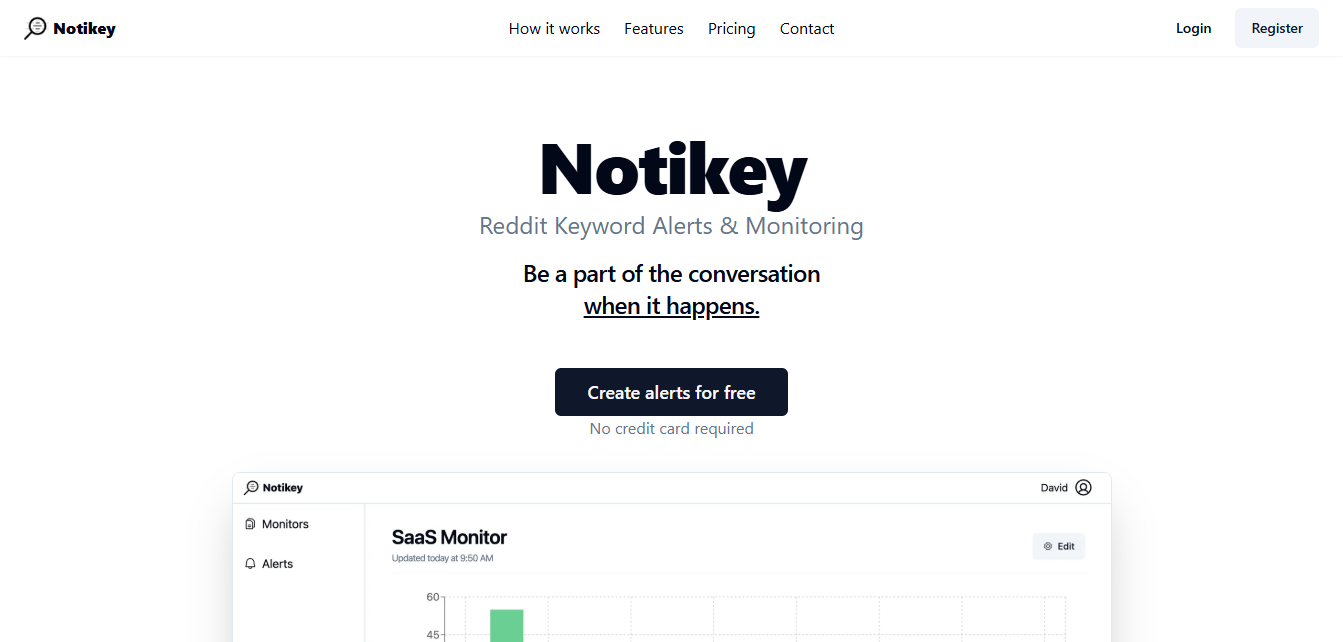 Notikey
How it works
Features
Pricing
Contact
Login
Register
Notikey
Reddit Keyword Alerts & Monitoring
Be a part of the conversation
when it happens.
Create alerts for free
No credit card required
Notikey
David
Monitors
Alerts
SaaS Monitor
Updated today at 9:50 AM
Edit
60
45